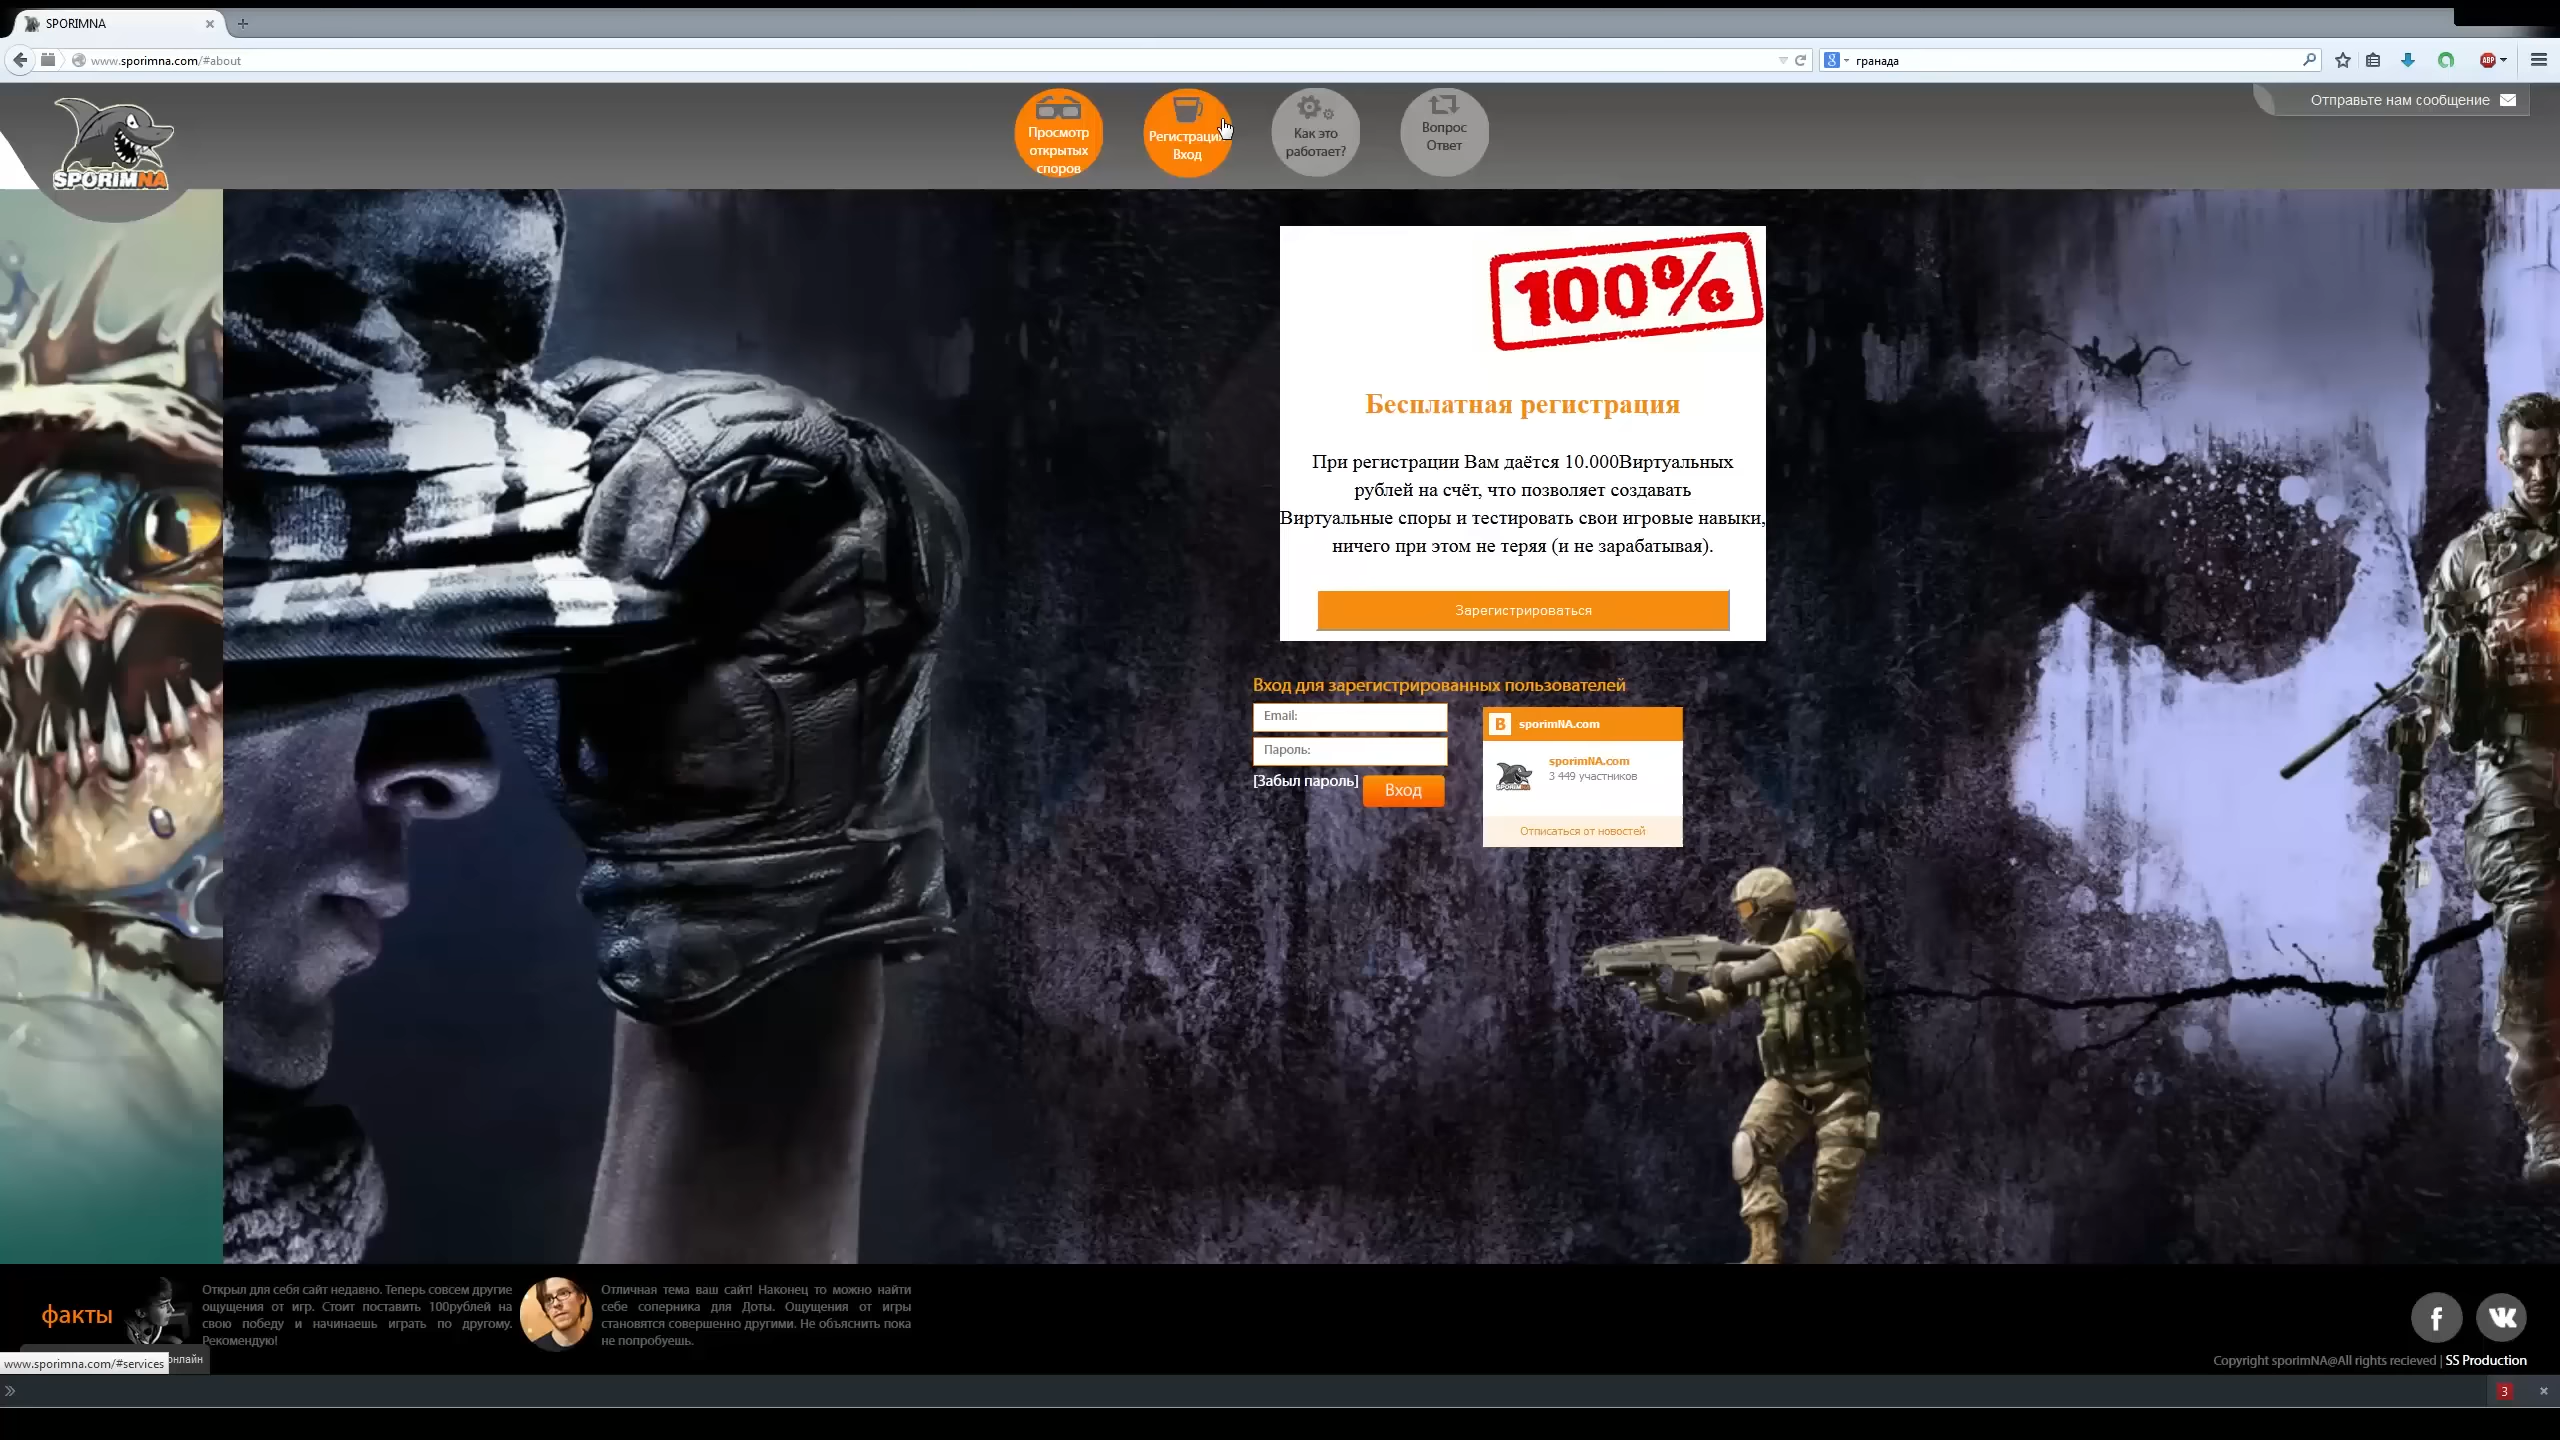 SPORIMNA
www.sporimna.com/#about
гранада
SPORIMNA
Просмотр
открытых
споров
Вход
Как это
работает?
Вопрос
Ответ
Отправьте нам сообщение
100%
Бесплатная регистрация
При регистрации Вам даётся 10.000Виртуальных
рублей на счёт, что позволяет создавать
Виртуальные споры и тестировать свои игровые навыки,
ничего при этом не теряя (и не зарабатывая).
Зарегистрироваться
Вход для зарегистрированных пользователей
Email:
Пароль:
[Забыл пароль]
Вход
B sporimNA.com
sporimNA.com
3 449 участников
SPORIMNA
Отписаться от новостей
факты
Открыл для себя сайт недавно. Теперь совсем другие
ощущения от игр. Стоит поставить 100рублей на
свою победу и начинаешь играть по другому.
Рекомендую!
Отличная тема ваш сайт! Наконец то можно найти
себе соперника для Доты. Ощущения от игры
становятся совершенно другими. Не объяснить пока
не попробуешь.
www.sporimna.com/#services
онлайн
Copyright sporimNA@All rights recieved | SS Production
3